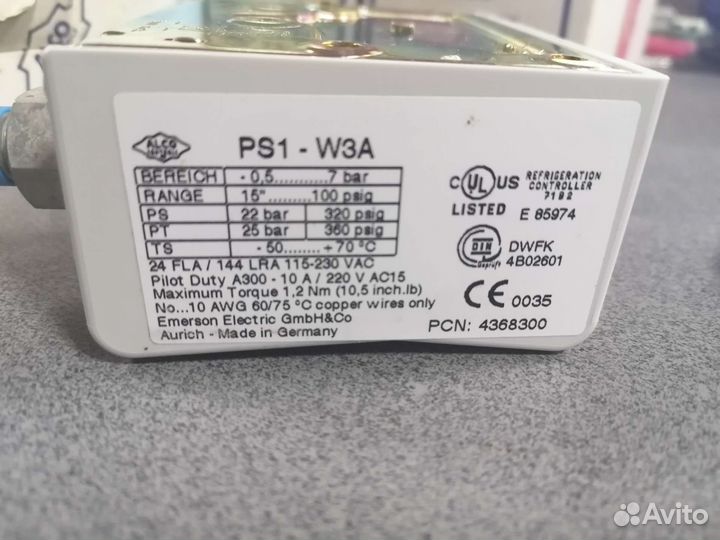 ALCO
PS1 - W3A
BEREICH - 0,5............7 bar
RANGE 15".........100 psig
PS 22 bar 320 psig
PT 25 bar 360 psig
TS - 50........+70 °C
24 FLA / 144 LRA 115-230 VAC
Pilot Duty A300 - 10 A / 220 V AC15
Maximum Torque 1,2 Nm (10,5 inch.lb)
No...10 AWG 60/75 °C copper wires only
Emerson Electric GmbH&Co
Aurich - Made in Germany
C UL US REFRIGERATION
CONTROLLER
7192
LISTED E 85974
DIN
Geprüft
DWFK
4B02601
CE 0035
PCN: 4368300
Avito